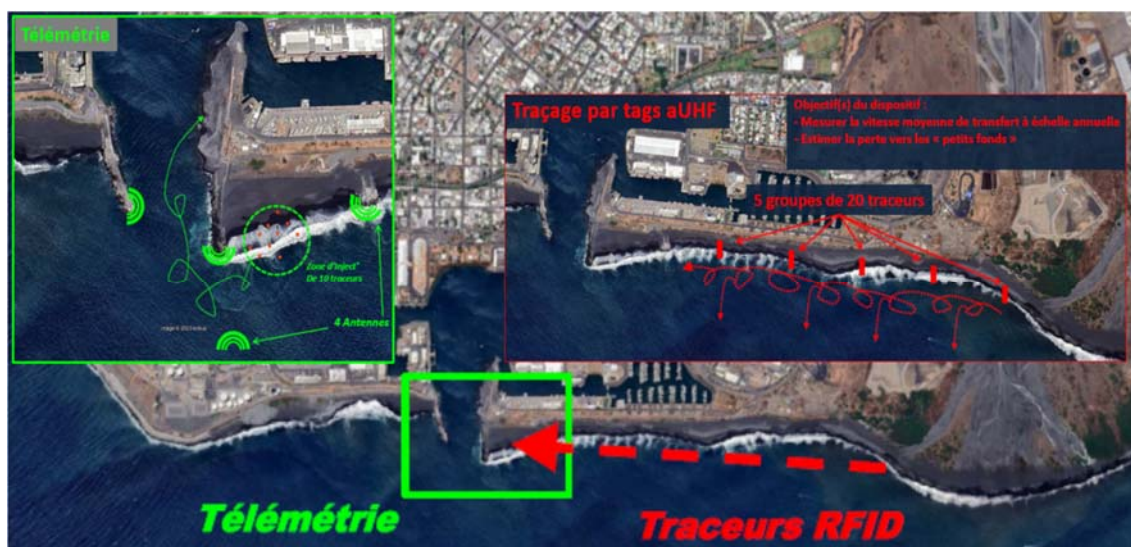 Télémétrie
Zone d'inject°
De 10 traceurs
4 Antennes
Traçage par tags aUHF
Objectif(s) du dispositif :
- Mesurer la vitesse moyenne de transfert à échelle annuelle
- Estimer la perte vers les « petits fonds »
5 groupes de 20 traceurs
Télémétrie
Traceurs RFID